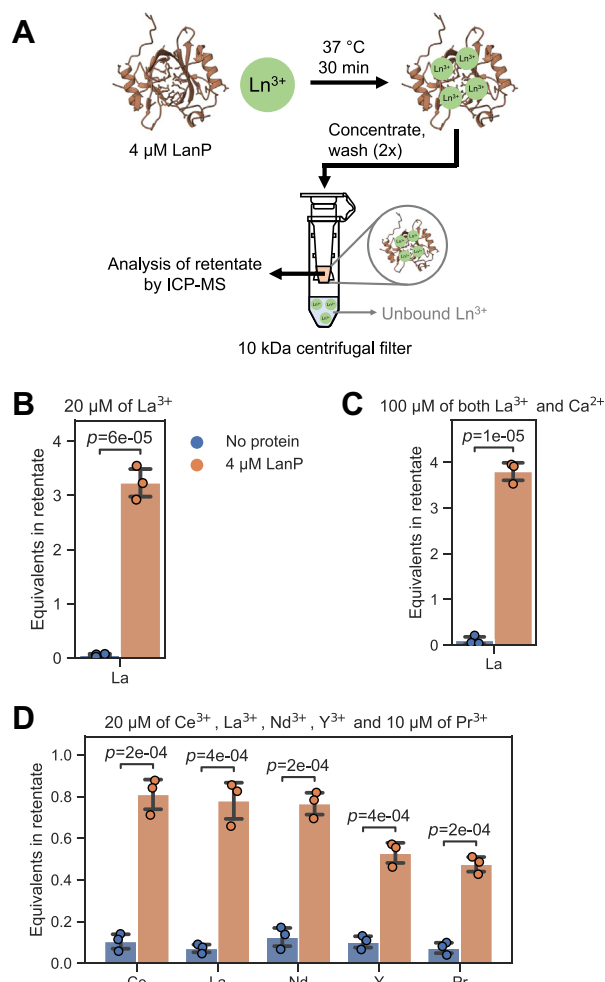 A
Ln³⁺
37 °C
30 min
Ln³⁺
Ln³⁺
Ln³⁺
Ln³⁺
4 µM LanP
Concentrate,
wash (2x)
Analysis of retentate
by ICP-MS
Unbound Ln³⁺
10 kDa centrifugal filter
B
20 µM of La³⁺
p=6e-05
No protein
4 µM LanP
Equivalents in retentate
4
3
2
1
0
La
C
100 µM of both La³⁺ and Ca²⁺
p=1e-05
Equivalents in retentate
4
3
2
1
0
La
D
20 µM of Ce³⁺, La³⁺, Nd³⁺, Y³⁺ and 10 µM of Pr³⁺
p=2e-04
p=4e-04
p=2e-04
p=4e-04
p=2e-04
Equivalents in retentate
1.0
0.8
0.6
0.4
0.2
0.0
Ce
La
Nd
Y
Pr